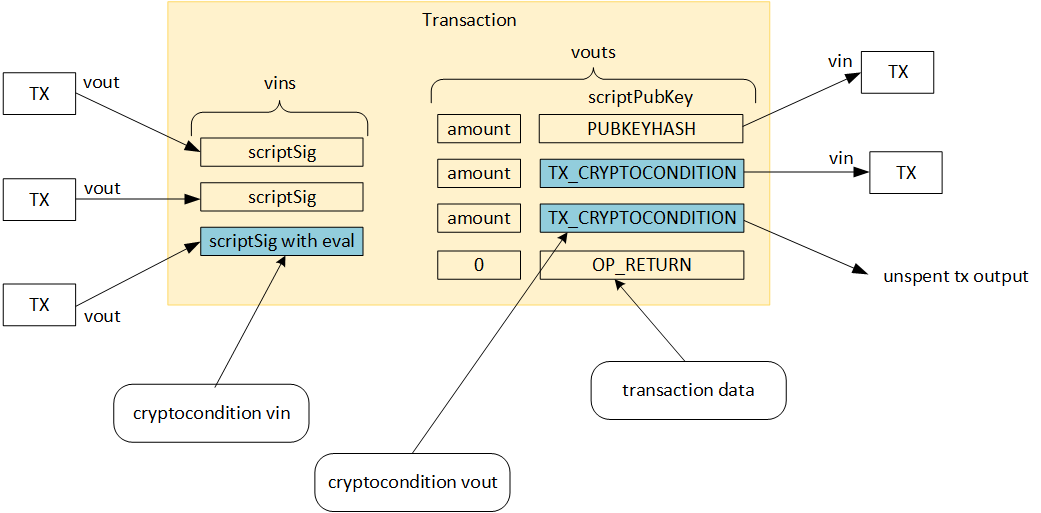 Transaction
vouts
vin
TX
TX
vout
vins
scriptPubKey
amount
PUBKEYHASH
scriptSig
vin
TX
amount
TX_CRYPTOCONDITION
TX
vout
scriptSig
amount
TX_CRYPTOCONDITION
scriptSig with eval
0
OP_RETURN
unspent tx output
TX
vout
transaction data
cryptocondition vin
cryptocondition vout